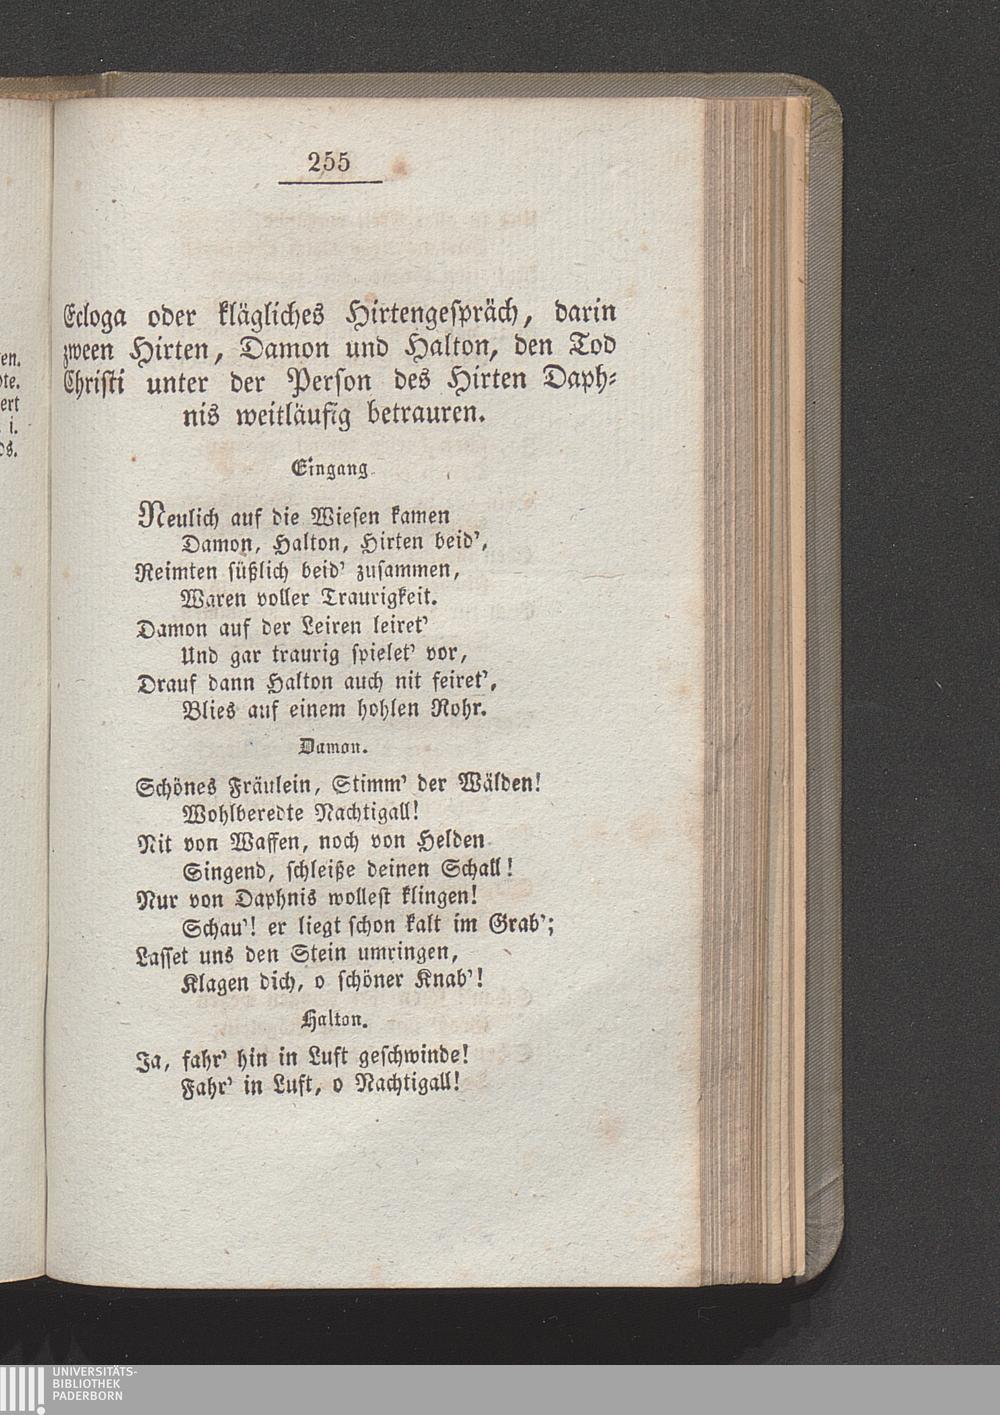 255
Ecloga oder klägliches Hirtengespräch, darin
zween Hirten, Damon und Halton, den Tod
Christi unter der Person des Hirten Daph-
nis weitläufig betrauren.
Eingang.
Neulich auf die Wiesen kamen
Damon, Halton, Hirten beid',
Reimten süßlich beid' zusammen,
Waren voller Traurigkeit.
Damon auf der Leiren leiret'
Und gar traurig spielet' vor,
Drauf dann Halton auch nit feiret',
Blies auf einem hohlen Rohr.
Damon.
Schönes Fräulein, Stimm' der Wälden!
Wohlberedte Nachtigall!
Nit von Waffen, noch von Helden
Singend, schleiße deinen Schall!
Nur von Daphnis wollest klingen!
Schau'! er liegt schon kalt im Grab';
Lasset uns den Stein umringen,
Klagen dich, o schöner Knab'!
Halton.
Ja, fahr' hin in Luft geschwinde!
Fahr' in Luft, o Nachtigall!
UNIVERSITÄTS-
BIBLIOTHEK
PADERBORN